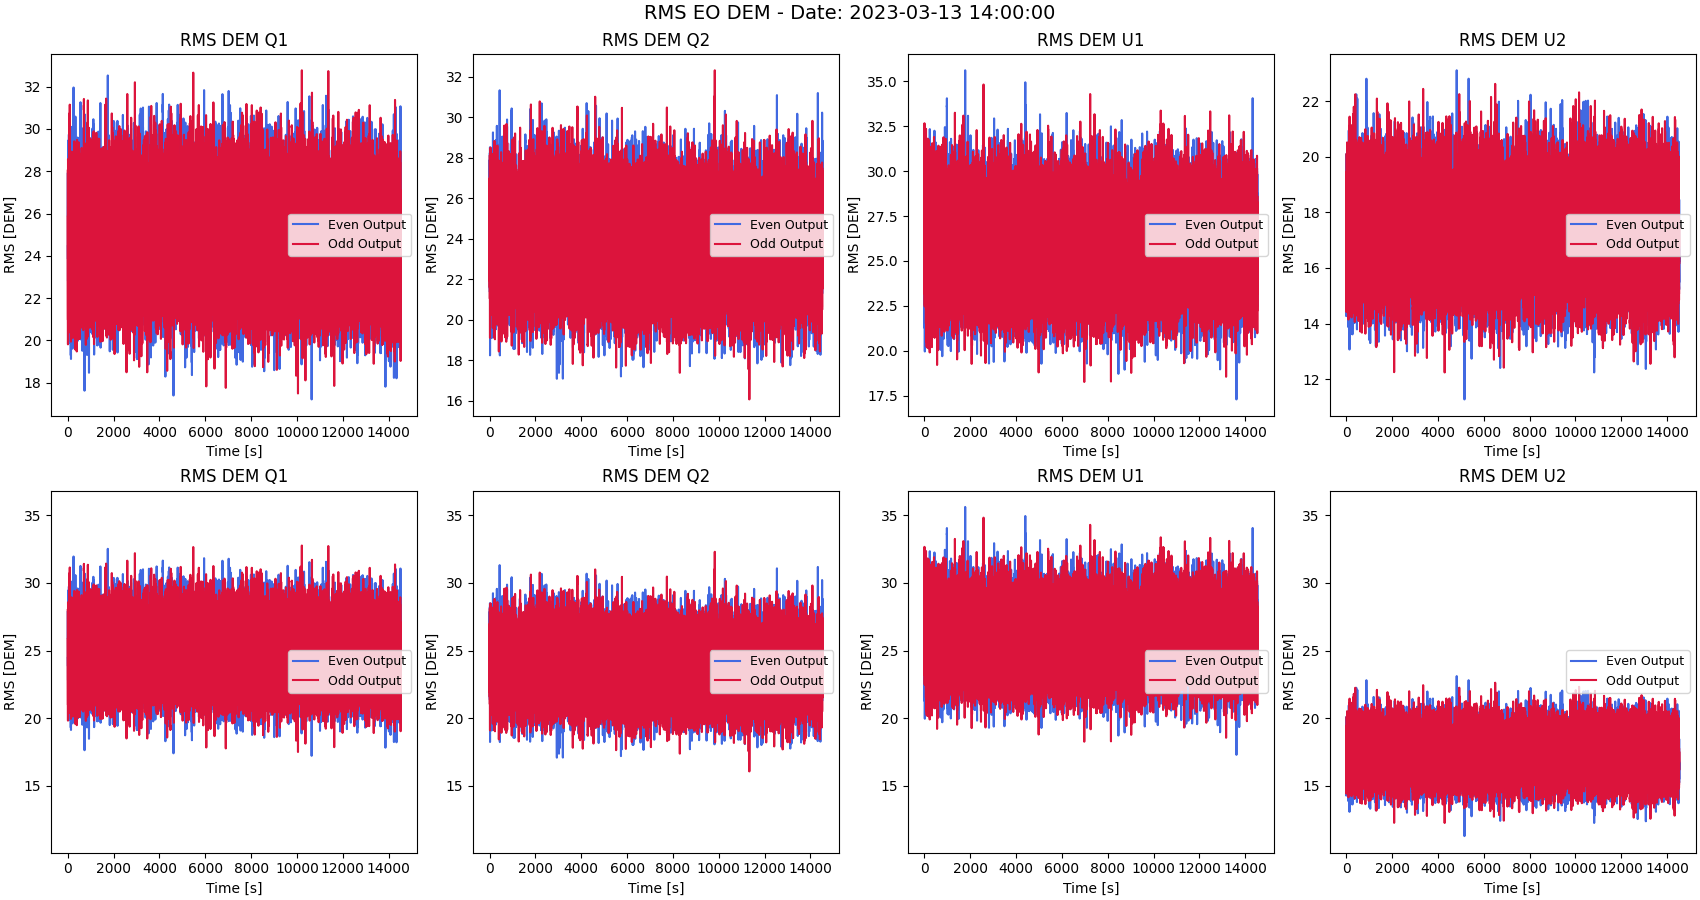 RMS EO DEM - Date: 2023-03-13 14:00:00
RMS DEM Q1
RMS [DEM]
32
30
28
26
24
22
20
18
Even Output
Odd Output
0 2000 4000 6000 8000 10000 12000 14000
Time [s]
RMS DEM Q2
RMS [DEM]
32
30
28
26
24
22
20
18
16
Even Output
Odd Output
0 2000 4000 6000 8000 10000 12000 14000
Time [s]
RMS DEM U1
RMS [DEM]
35.0
32.5
30.0
27.5
25.0
22.5
20.0
17.5
Even Output
Odd Output
0 2000 4000 6000 8000 10000 12000 14000
Time [s]
RMS DEM U2
RMS [DEM]
22
20
18
16
14
12
Even Output
Odd Output
0 2000 4000 6000 8000 10000 12000 14000
Time [s]
RMS DEM Q1
RMS [DEM]
35
30
25
20
15
Even Output
Odd Output
0 2000 4000 6000 8000 10000 12000 14000
Time [s]
RMS DEM Q2
RMS [DEM]
35
30
25
20
15
Even Output
Odd Output
0 2000 4000 6000 8000 10000 12000 14000
Time [s]
RMS DEM U1
RMS [DEM]
35
30
25
20
15
Even Output
Odd Output
0 2000 4000 6000 8000 10000 12000 14000
Time [s]
RMS DEM U2
RMS [DEM]
35
30
25
20
15
Even Output
Odd Output
0 2000 4000 6000 8000 10000 12000 14000
Time [s]